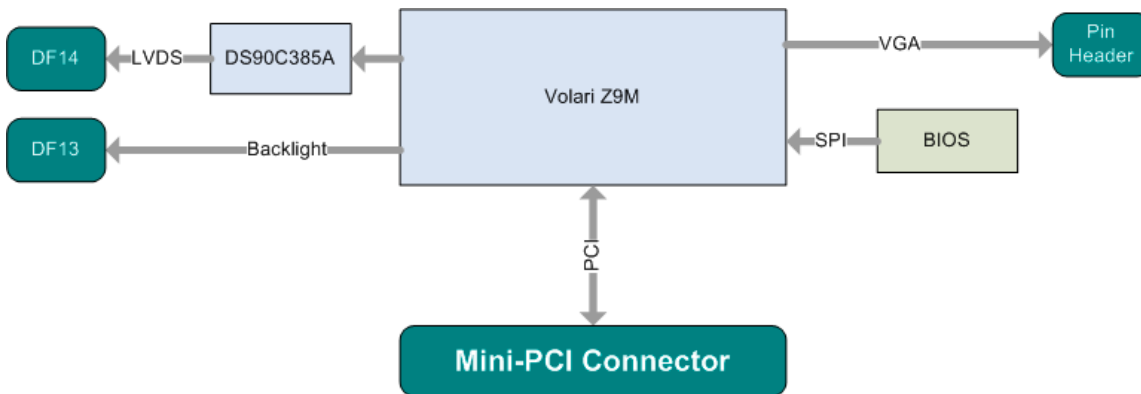 DF14
LVDS
DS90C385A
Volari Z9M
VGA
Pin
Header
DF13
Backlight
SPI
BIOS
PCI
Mini-PCI Connector